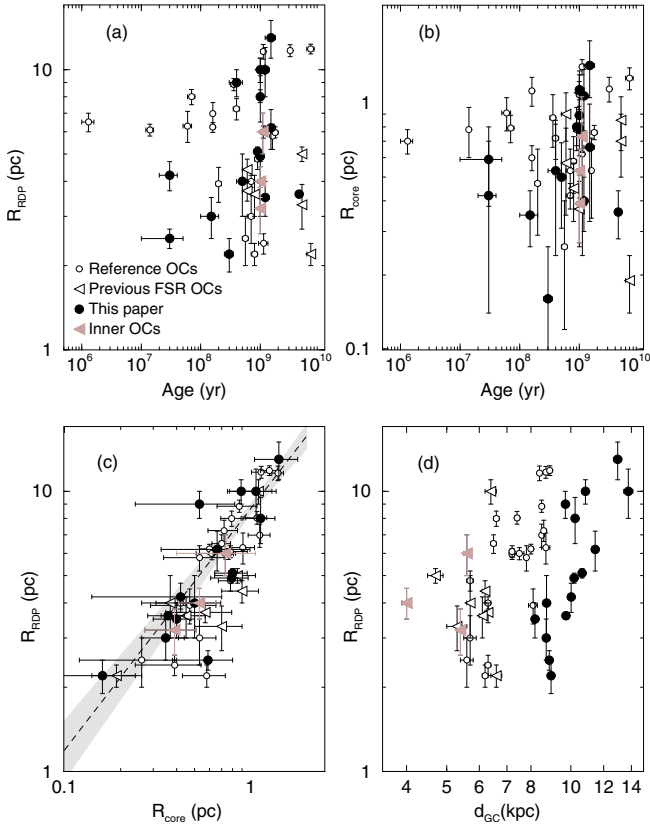 (a)
10
1
R_RDP (pc)
10^6 10^7 10^8 10^9 10^10
Age (yr)
Reference OCs
Previous FSR OCs
This paper
Inner OCs
(b)
1
0.1
R_core (pc)
10^6 10^7 10^8 10^9 10^10
Age (yr)
(c)
10
1
R_RDP (pc)
0.1 1
R_core (pc)
(d)
10
1
R_RDP (pc)
4 5 6 7 8 10 12 14
d_GC(kpc)